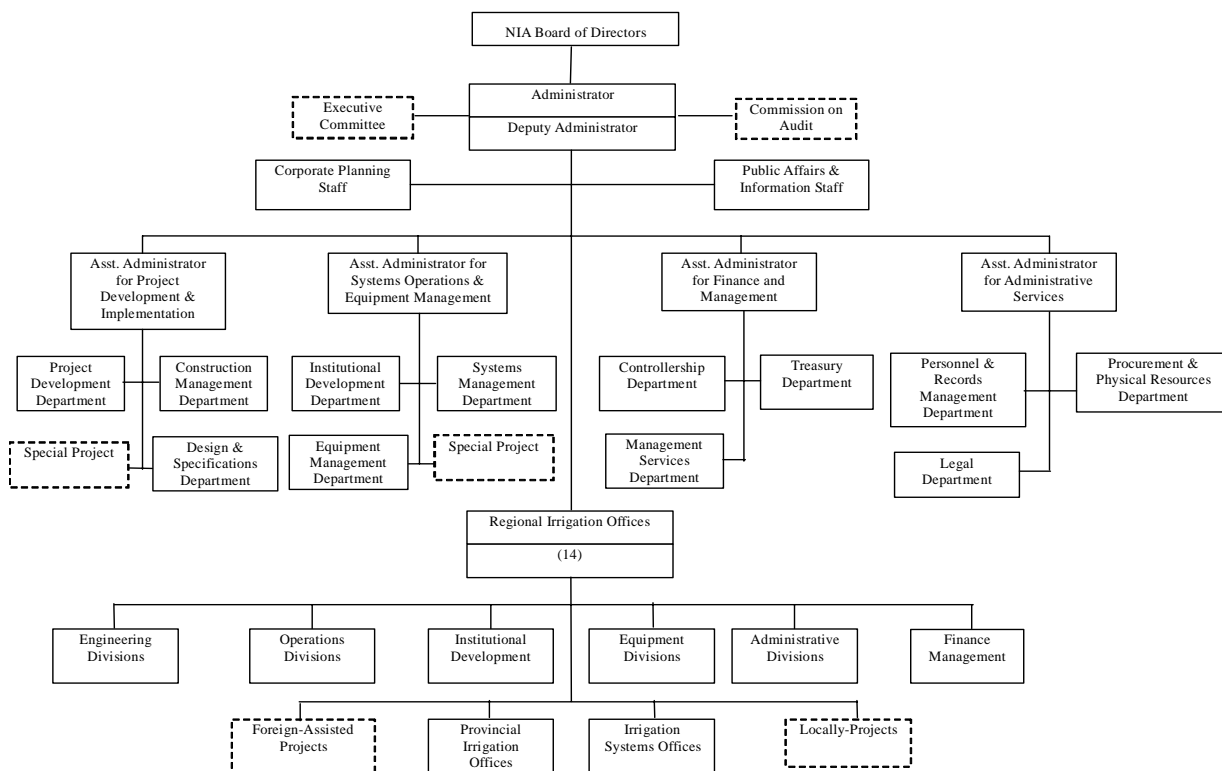 NIA Board of Directors
Administrator
Deputy Administrator
Executive
Committee
Commission on
Audit
Corporate Planning
Staff
Public Affairs &
Information Staff
Asst. Administrator
for Project
Development &
Implementation
Asst. Administrator for
Systems Operations &
Equipment Management
Asst. Administrator
for Finance and
Management
Asst. Administrator
for Administrative
Services
Project
Development
Department
Construction
Management
Department
Institutional
Development
Department
Systems
Management
Department
Controllership
Department
Treasury
Department
Personnel &
Records
Management
Department
Procurement &
Physical Resources
Department
Special Project
Design &
Specifications
Department
Equipment
Management
Department
Special Project
Management
Services
Department
Legal
Department
Regional Irrigation Offices
(14)
Engineering
Divisions
Operations
Divisions
Institutional
Development
Equipment
Divisions
Administrative
Divisions
Finance
Management
Foreign-Assisted
Projects
Provincial
Irrigation
Offices
Irrigation
Systems Offices
Locally-Projects